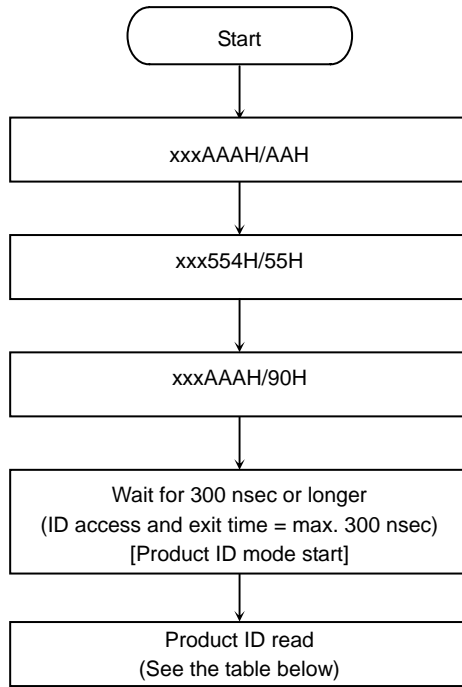 Start
xxxAAAH/AAH
xxx554H/55H
xxxAAAH/90H
Wait for 300 nsec or longer
(ID access and exit time = max. 300 nsec)
[Product ID mode start]
Product ID read
(See the table below)